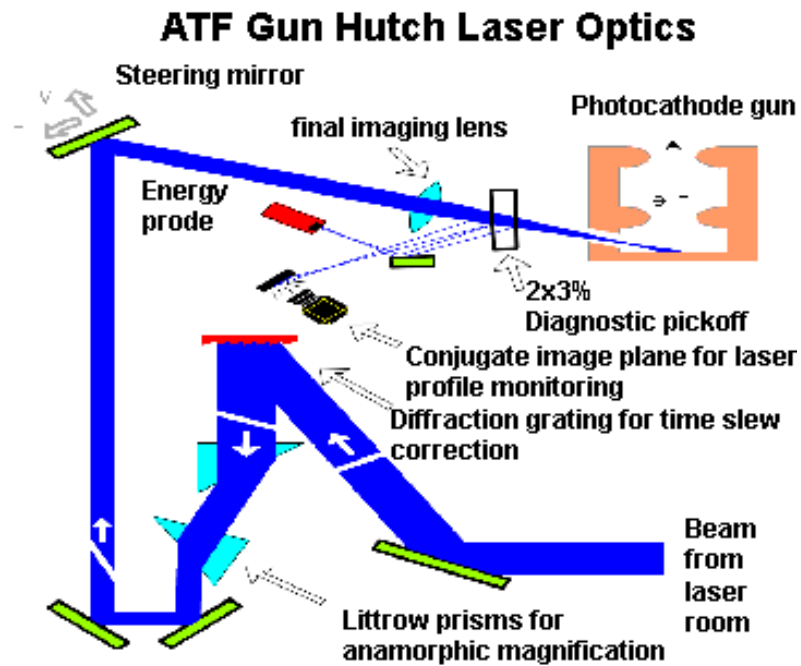 ATF Gun Hutch Laser Optics
Steering mirror
Photocathode gun
final imaging lens
Energy
prode
2x3%
Diagnostic pickoff
Conjugate image plane for laser
profile monitoring
Diffraction grating for time slew
correction
Beam
from
laser
room
Littrow prisms for
anamorphic magnification